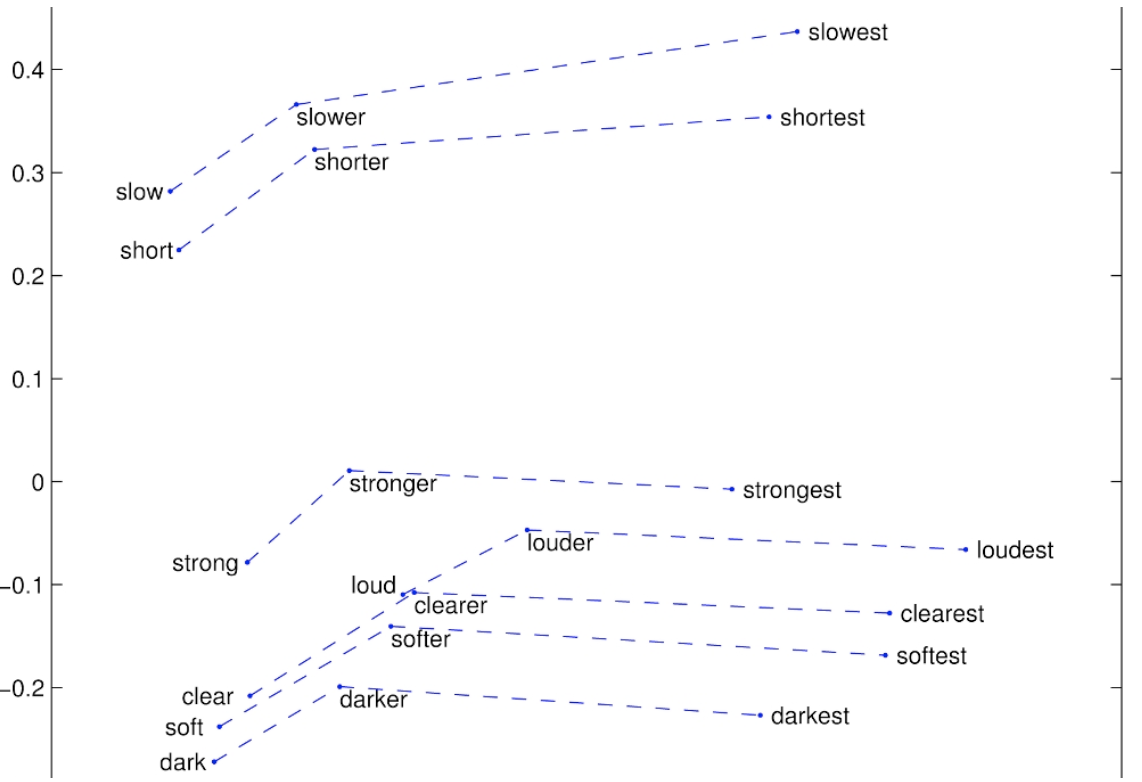 slowest
0.4
slower
shortest
shorter
0.3
slow
short
0.2
0.1
0
stronger
strongest
louder
loudest
strong
loud
−0.1
clearer
clearest
softer
softest
clear
−0.2
darker
darkest
soft
dark